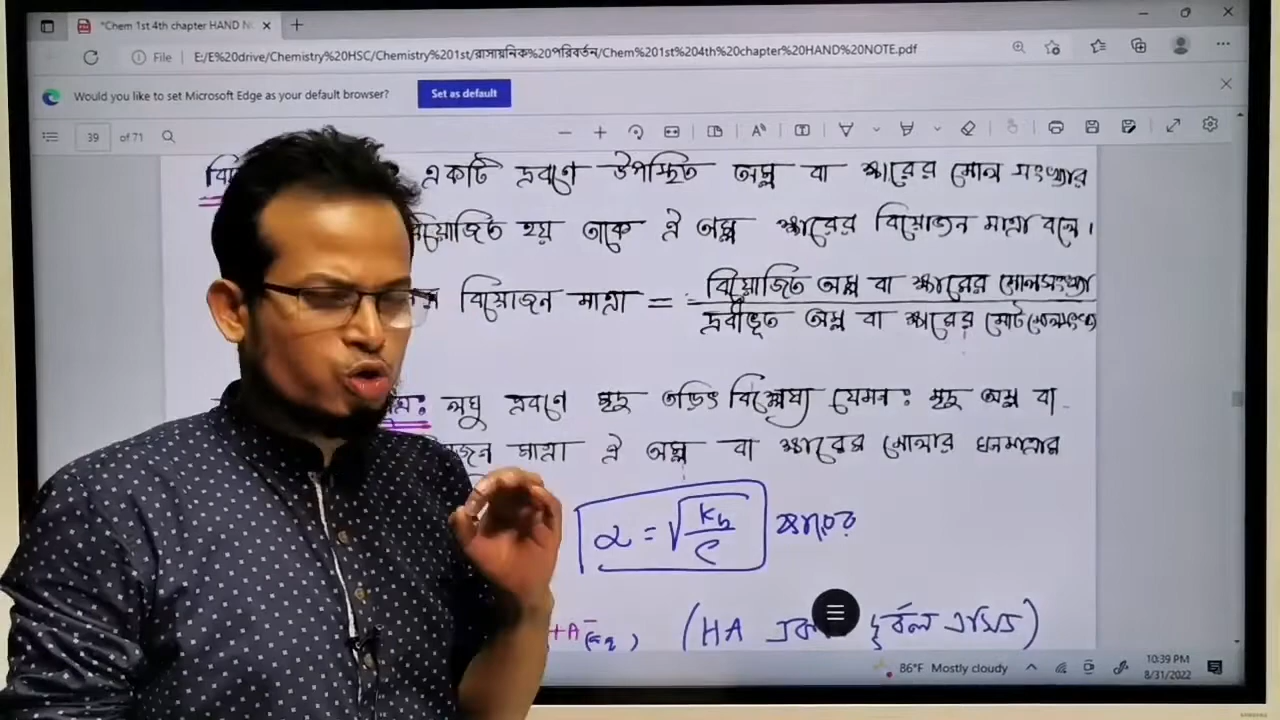 *Chem 1st 4th chapter HAND N
File E:/E%20drive/Chemistry%20HSC/Chemistry%201st/রাসায়নিক%20পরিবর্তন/Chem%201st%204th%20chapter%20HAND%20NOTE.pdf
Would you like to set Microsoft Edge as your default browser? Set as default
39 of 71
একটি দ্রবণে উপস্থিত অম্ল বা ক্ষারের মোল সংখ্যার
বিয়োজিত হয় তাকে ঐ অম্ল ক্ষারের বিয়োজন মাত্রা বলে।
বিয়োজন মাত্রা = বিয়োজিত অম্ল বা ক্ষারের মোলসংখ্যা
দ্রবীভূত অম্ল বা ক্ষারের মোট মোলসংখ্যা
লঘু দ্রবণে মৃদু তড়িৎ বিশ্লেষ্য যেমন: মৃদু অম্ল বা
মাত্রা ঐ অম্ল বা ক্ষারের মোলার ঘনমাত্রার
α = √(Kb/C) ক্ষারের
+ A⁻(aq) (HA দুর্বল এসিড)
86°F Mostly cloudy 10:39 PM
8/31/2022